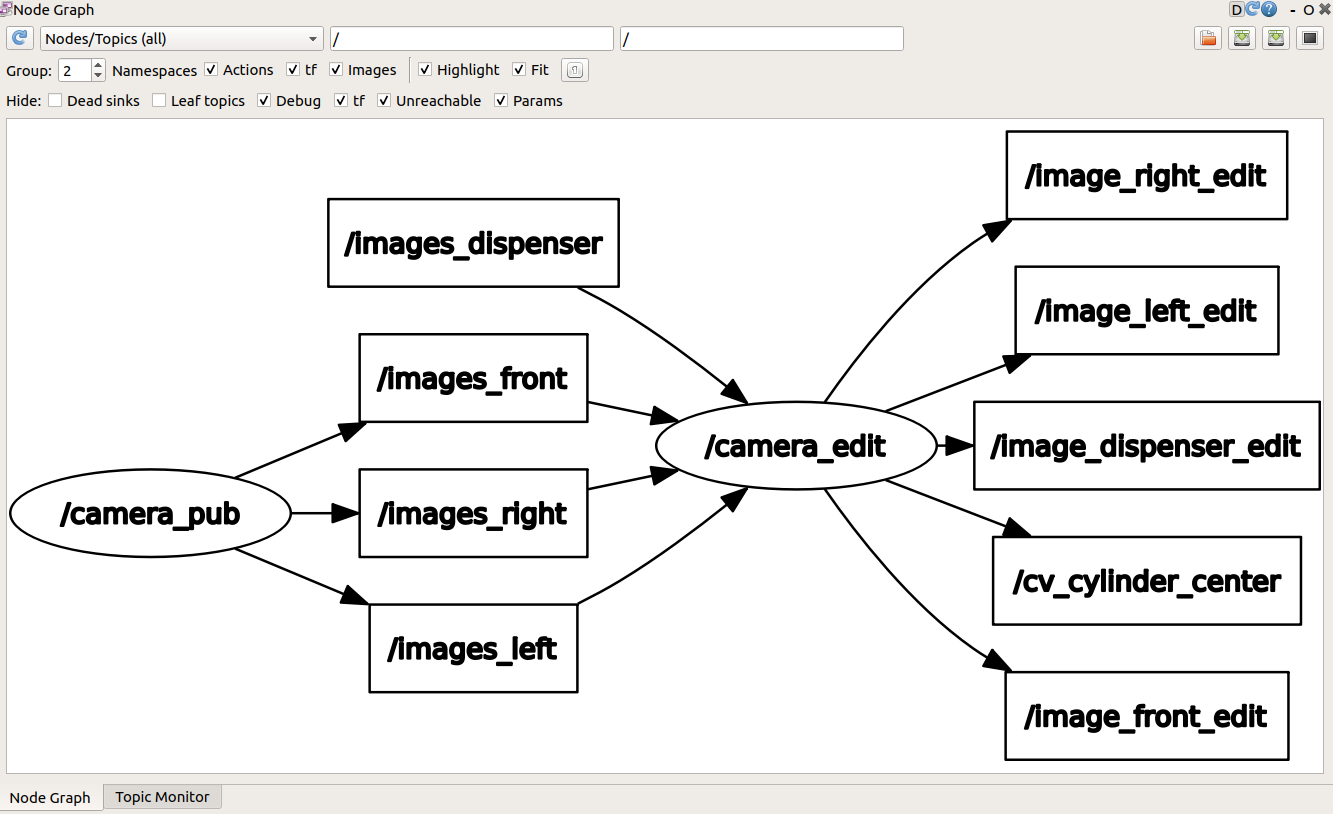 Node Graph
D
- O
Nodes/Topics (all)
/
/
Group: 2 Namespaces Actions tf Images Highlight Fit
Hide: Dead sinks Leaf topics Debug tf Unreachable Params
/image_right_edit
/images_dispenser
/image_left_edit
/images_front
/camera_edit
/image_dispenser_edit
/camera_pub
/images_right
/cv_cylinder_center
/images_left
/image_front_edit
Node Graph
Topic Monitor